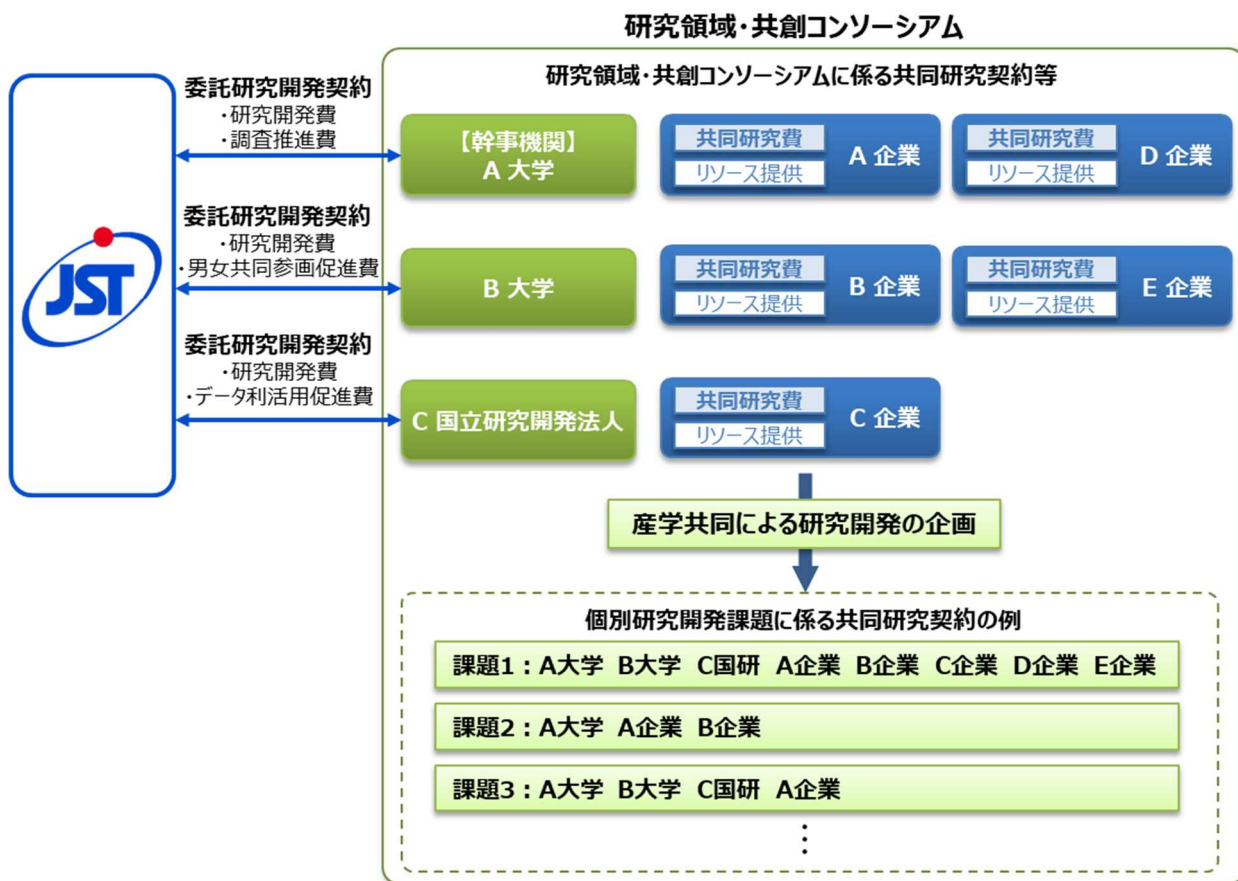 研究領域・共創コンソーシアム
研究領域・共創コンソーシアムに係る共同研究契約等
JST
委託研究開発契約
・研究開発費
・調査推進費
【幹事機関】
A 大学
共同研究費
リソース提供
A 企業
共同研究費
リソース提供
D 企業
委託研究開発契約
・研究開発費
・男女共同参画促進費
B 大学
共同研究費
リソース提供
B 企業
共同研究費
リソース提供
E 企業
委託研究開発契約
・研究開発費
・データ利活用促進費
C 国立研究開発法人
共同研究費
リソース提供
C 企業
産学共同による研究開発の企画
個別研究開発課題に係る共同研究契約の例
課題1：A大学 B大学 C国研 A企業 B企業 C企業 D企業 E企業
課題2：A大学 A企業 B企業
課題3：A大学 B大学 C国研 A企業
⋮